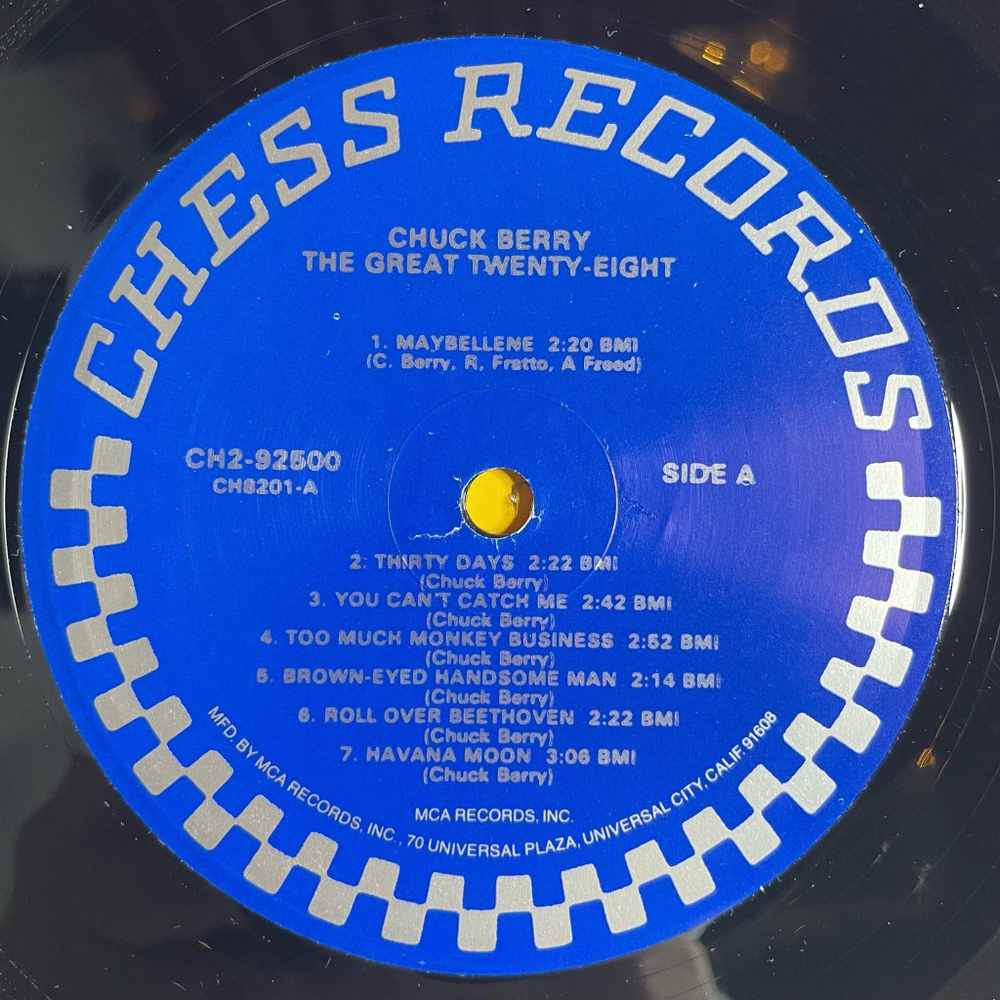 CHESS RECORDS
CHUCK BERRY
THE GREAT TWENTY-EIGHT
1. MAYBELLENE 2:20 BMI
(C. Berry, R, Fratto, A Freed)
CH2-92500
CH8201-A
SIDE A
2: THIRTY DAYS 2:22 BMI
(Chuck Berry)
3. YOU CAN'T CATCH ME 2:42 BMI
(Chuck Berry)
4. TOO MUCH MONKEY BUSINESS 2:52 BMI
(Chuck Berry)
5. BROWN-EYED HANDSOME MAN 2:14 BMI
(Chuck Berry)
6. ROLL OVER BEETHOVEN 2:22 BMI
(Chuck Berry)
7. HAVANA MOON 3:06 BMI
(Chuck Berry)
MCA RECORDS, INC.
MFD. BY MCA RECORDS, INC., 70 UNIVERSAL PLAZA, UNIVERSAL CITY, CALIF. 91608